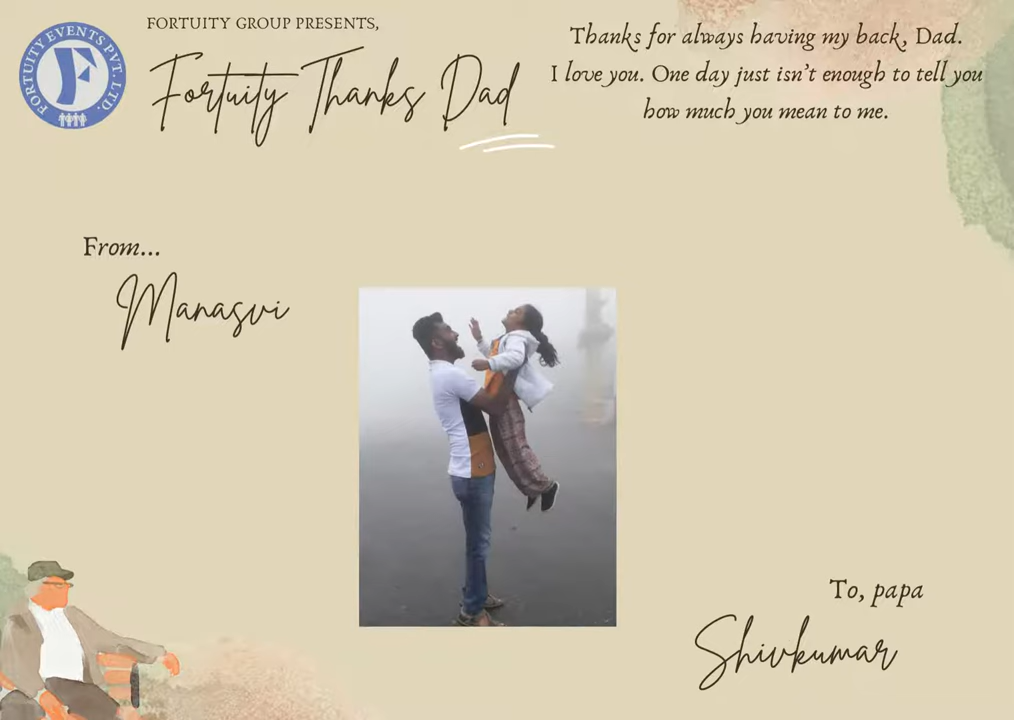 FORTUITY EVENTS PVT. LTD.
F
FORTUITY GROUP PRESENTS,
Fortuity Thanks Dad
Thanks for always having my back, Dad.
I love you. One day just isn't enough to tell you
how much you mean to me.
From...
Manasvi
To, papa
Shivkumar